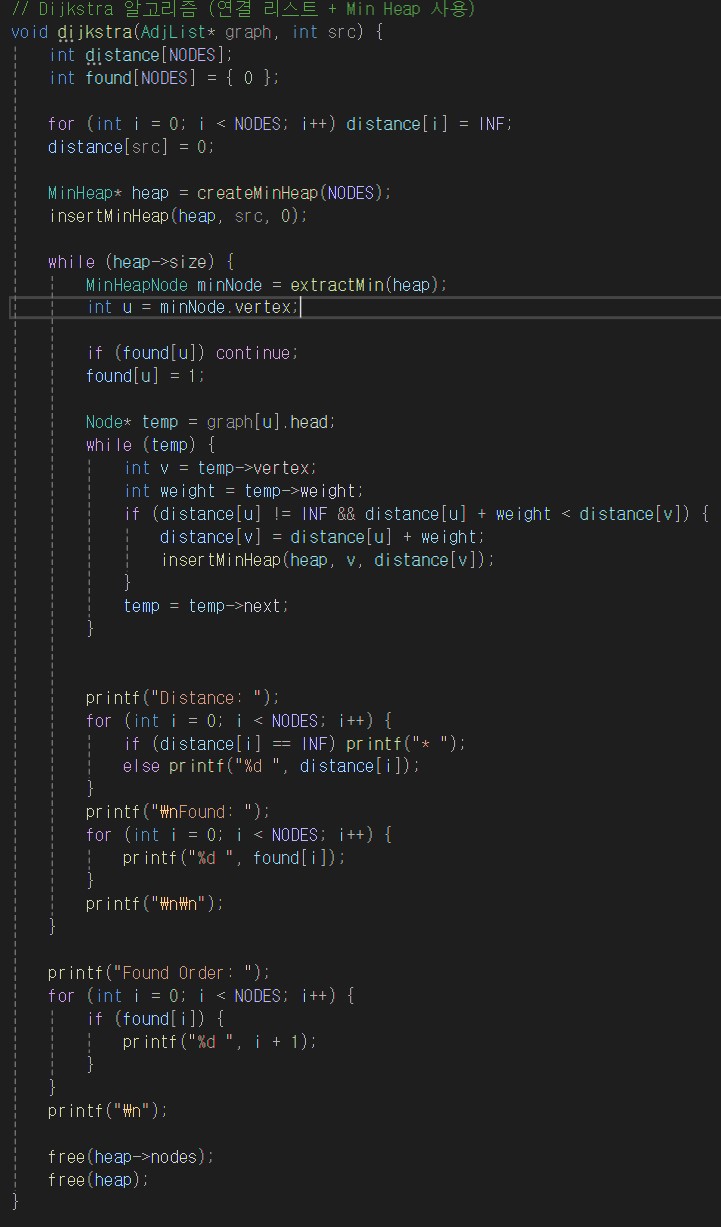 // Dijkstra 알고리즘 (연결 리스트 + Min Heap 사용)
void dijkstra(AdjList* graph, int src) {
    int distance[NODES];
    int found[NODES] = { 0 };

    for (int i = 0; i < NODES; i++) distance[i] = INF;
    distance[src] = 0;

    MinHeap* heap = createMinHeap(NODES);
    insertMinHeap(heap, src, 0);

    while (heap->size) {
        MinHeapNode minNode = extractMin(heap);
        int u = minNode.vertex;

        if (found[u]) continue;
        found[u] = 1;

        Node* temp = graph[u].head;
        while (temp) {
            int v = temp->vertex;
            int weight = temp->weight;
            if (distance[u] != INF && distance[u] + weight < distance[v]) {
                distance[v] = distance[u] + weight;
                insertMinHeap(heap, v, distance[v]);
            }
            temp = temp->next;
        }

        printf("Distance: ");
        for (int i = 0; i < NODES; i++) {
            if (distance[i] == INF) printf("* ");
            else printf("%d ", distance[i]);
        }
        printf("₩nFound: ");
        for (int i = 0; i < NODES; i++) {
            printf("%d ", found[i]);
        }
        printf("₩n₩n");
    }

    printf("Found Order: ");
    for (int i = 0; i < NODES; i++) {
        if (found[i]) {
            printf("%d ", i + 1);
        }
    }
    printf("₩n");

    free(heap->nodes);
    free(heap);
}